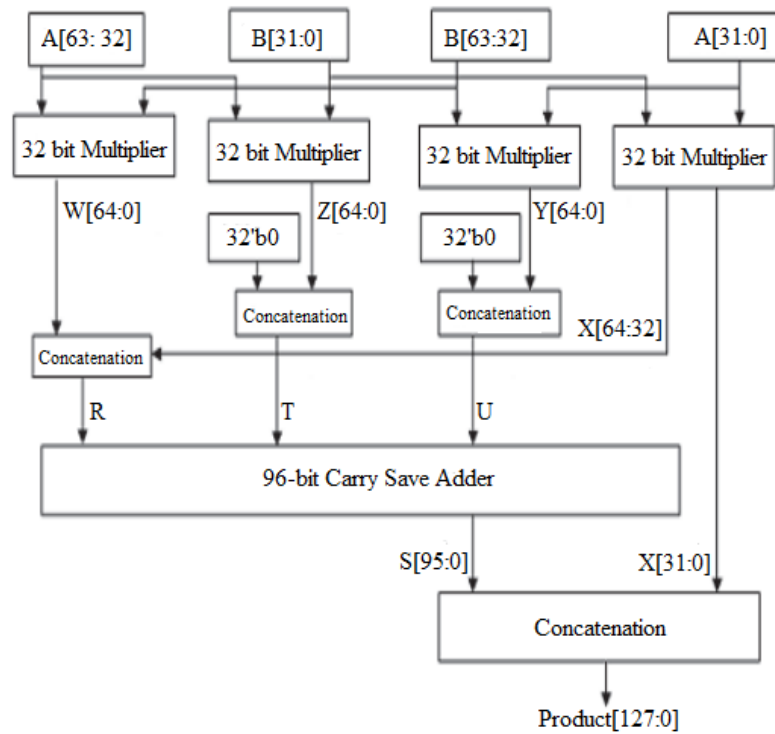 A[63: 32]
B[31:0]
B[63:32]
A[31:0]
32 bit Multiplier
32 bit Multiplier
32 bit Multiplier
32 bit Multiplier
W[64:0]
Z[64:0]
Y[64:0]
32'b0
32'b0
Concatenation
Concatenation
X[64:32]
Concatenation
R
T
U
96-bit Carry Save Adder
S[95:0]
X[31:0]
Concatenation
Product[127:0]